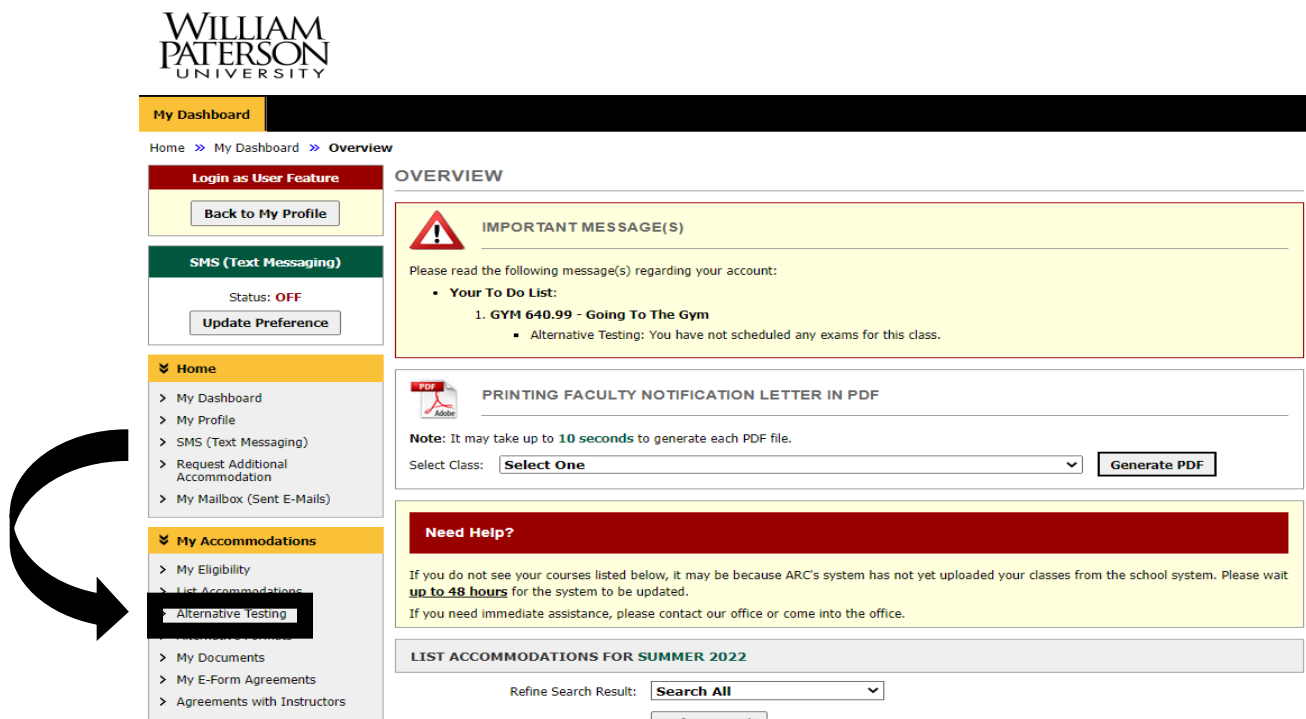 WILLIAM
PATERSON
UNIVERSITY
My Dashboard
Home » My Dashboard » Overview
Login as User Feature
Back to My Profile
SMS (Text Messaging)
Status: OFF
Update Preference
Home
My Dashboard
My Profile
SMS (Text Messaging)
Request Additional
Accommodation
My Mailbox (Sent E-Mails)
My Accommodations
My Eligibility
List Accommodations
Alternative Testing
Alternative Formats
My Documents
My E-Form Agreements
Agreements with Instructors
OVERVIEW
IMPORTANT MESSAGE(S)
Please read the following message(s) regarding your account:
• Your To Do List:
1. GYM 640.99 - Going To The Gym
▪ Alternative Testing: You have not scheduled any exams for this class.
PDF
Adobe
PRINTING FACULTY NOTIFICATION LETTER IN PDF
Note: It may take up to 10 seconds to generate each PDF file.
Select Class: Select One Generate PDF
Need Help?
If you do not see your courses listed below, it may be because ARC's system has not yet uploaded your classes from the school system. Please wait
up to 48 hours for the system to be updated.
If you need immediate assistance, please contact our office or come into the office.
LIST ACCOMMODATIONS FOR SUMMER 2022
Refine Search Result: Search All